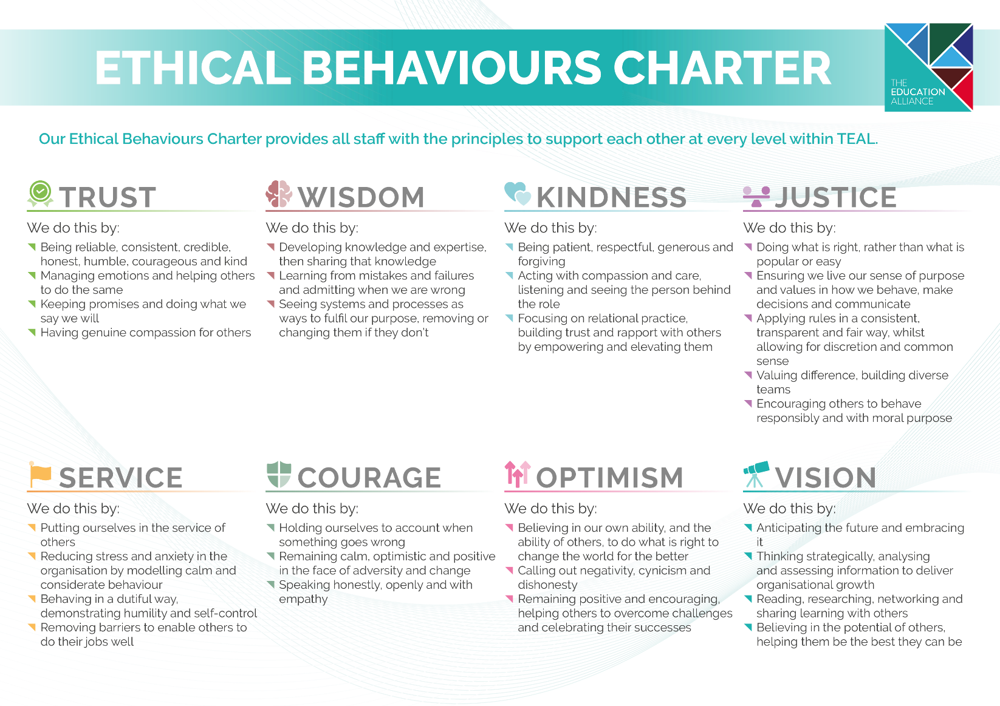 ETHICAL BEHAVIOURS CHARTER
THE
EDUCATION
ALLIANCE
Our Ethical Behaviours Charter provides all staff with the principles to support each other at every level within TEAL.
TRUST
We do this by:
Being reliable, consistent, credible,
honest, humble, courageous and kind
Managing emotions and helping others
to do the same
Keeping promises and doing what we
say we will
Having genuine compassion for others
WISDOM
We do this by:
Developing knowledge and expertise,
then sharing that knowledge
Learning from mistakes and failures
and admitting when we are wrong
Seeing systems and processes as
ways to fulfil our purpose, removing or
changing them if they don't
KINDNESS
We do this by:
Being patient, respectful, generous and
forgiving
Acting with compassion and care,
listening and seeing the person behind
the role
Focusing on relational practice,
building trust and rapport with others
by empowering and elevating them
JUSTICE
We do this by:
Doing what is right, rather than what is
popular or easy
Ensuring we live our sense of purpose
and values in how we behave, make
decisions and communicate
Applying rules in a consistent,
transparent and fair way, whilst
allowing for discretion and common
sense
Valuing difference, building diverse
teams
Encouraging others to behave
responsibly and with moral purpose
SERVICE
We do this by:
Putting ourselves in the service of
others
Reducing stress and anxiety in the
organisation by modelling calm and
considerate behaviour
Behaving in a dutiful way,
demonstrating humility and self-control
Removing barriers to enable others to
do their jobs well
COURAGE
We do this by:
Holding ourselves to account when
something goes wrong
Remaining calm, optimistic and positive
in the face of adversity and change
Speaking honestly, openly and with
empathy
OPTIMISM
We do this by:
Believing in our own ability, and the
ability of others, to do what is right to
change the world for the better
Calling out negativity, cynicism and
dishonesty
Remaining positive and encouraging,
helping others to overcome challenges
and celebrating their successes
VISION
We do this by:
Anticipating the future and embracing
it
Thinking strategically, analysing
and assessing information to deliver
organisational growth
Reading, researching, networking and
sharing learning with others
Believing in the potential of others,
helping them be the best they can be